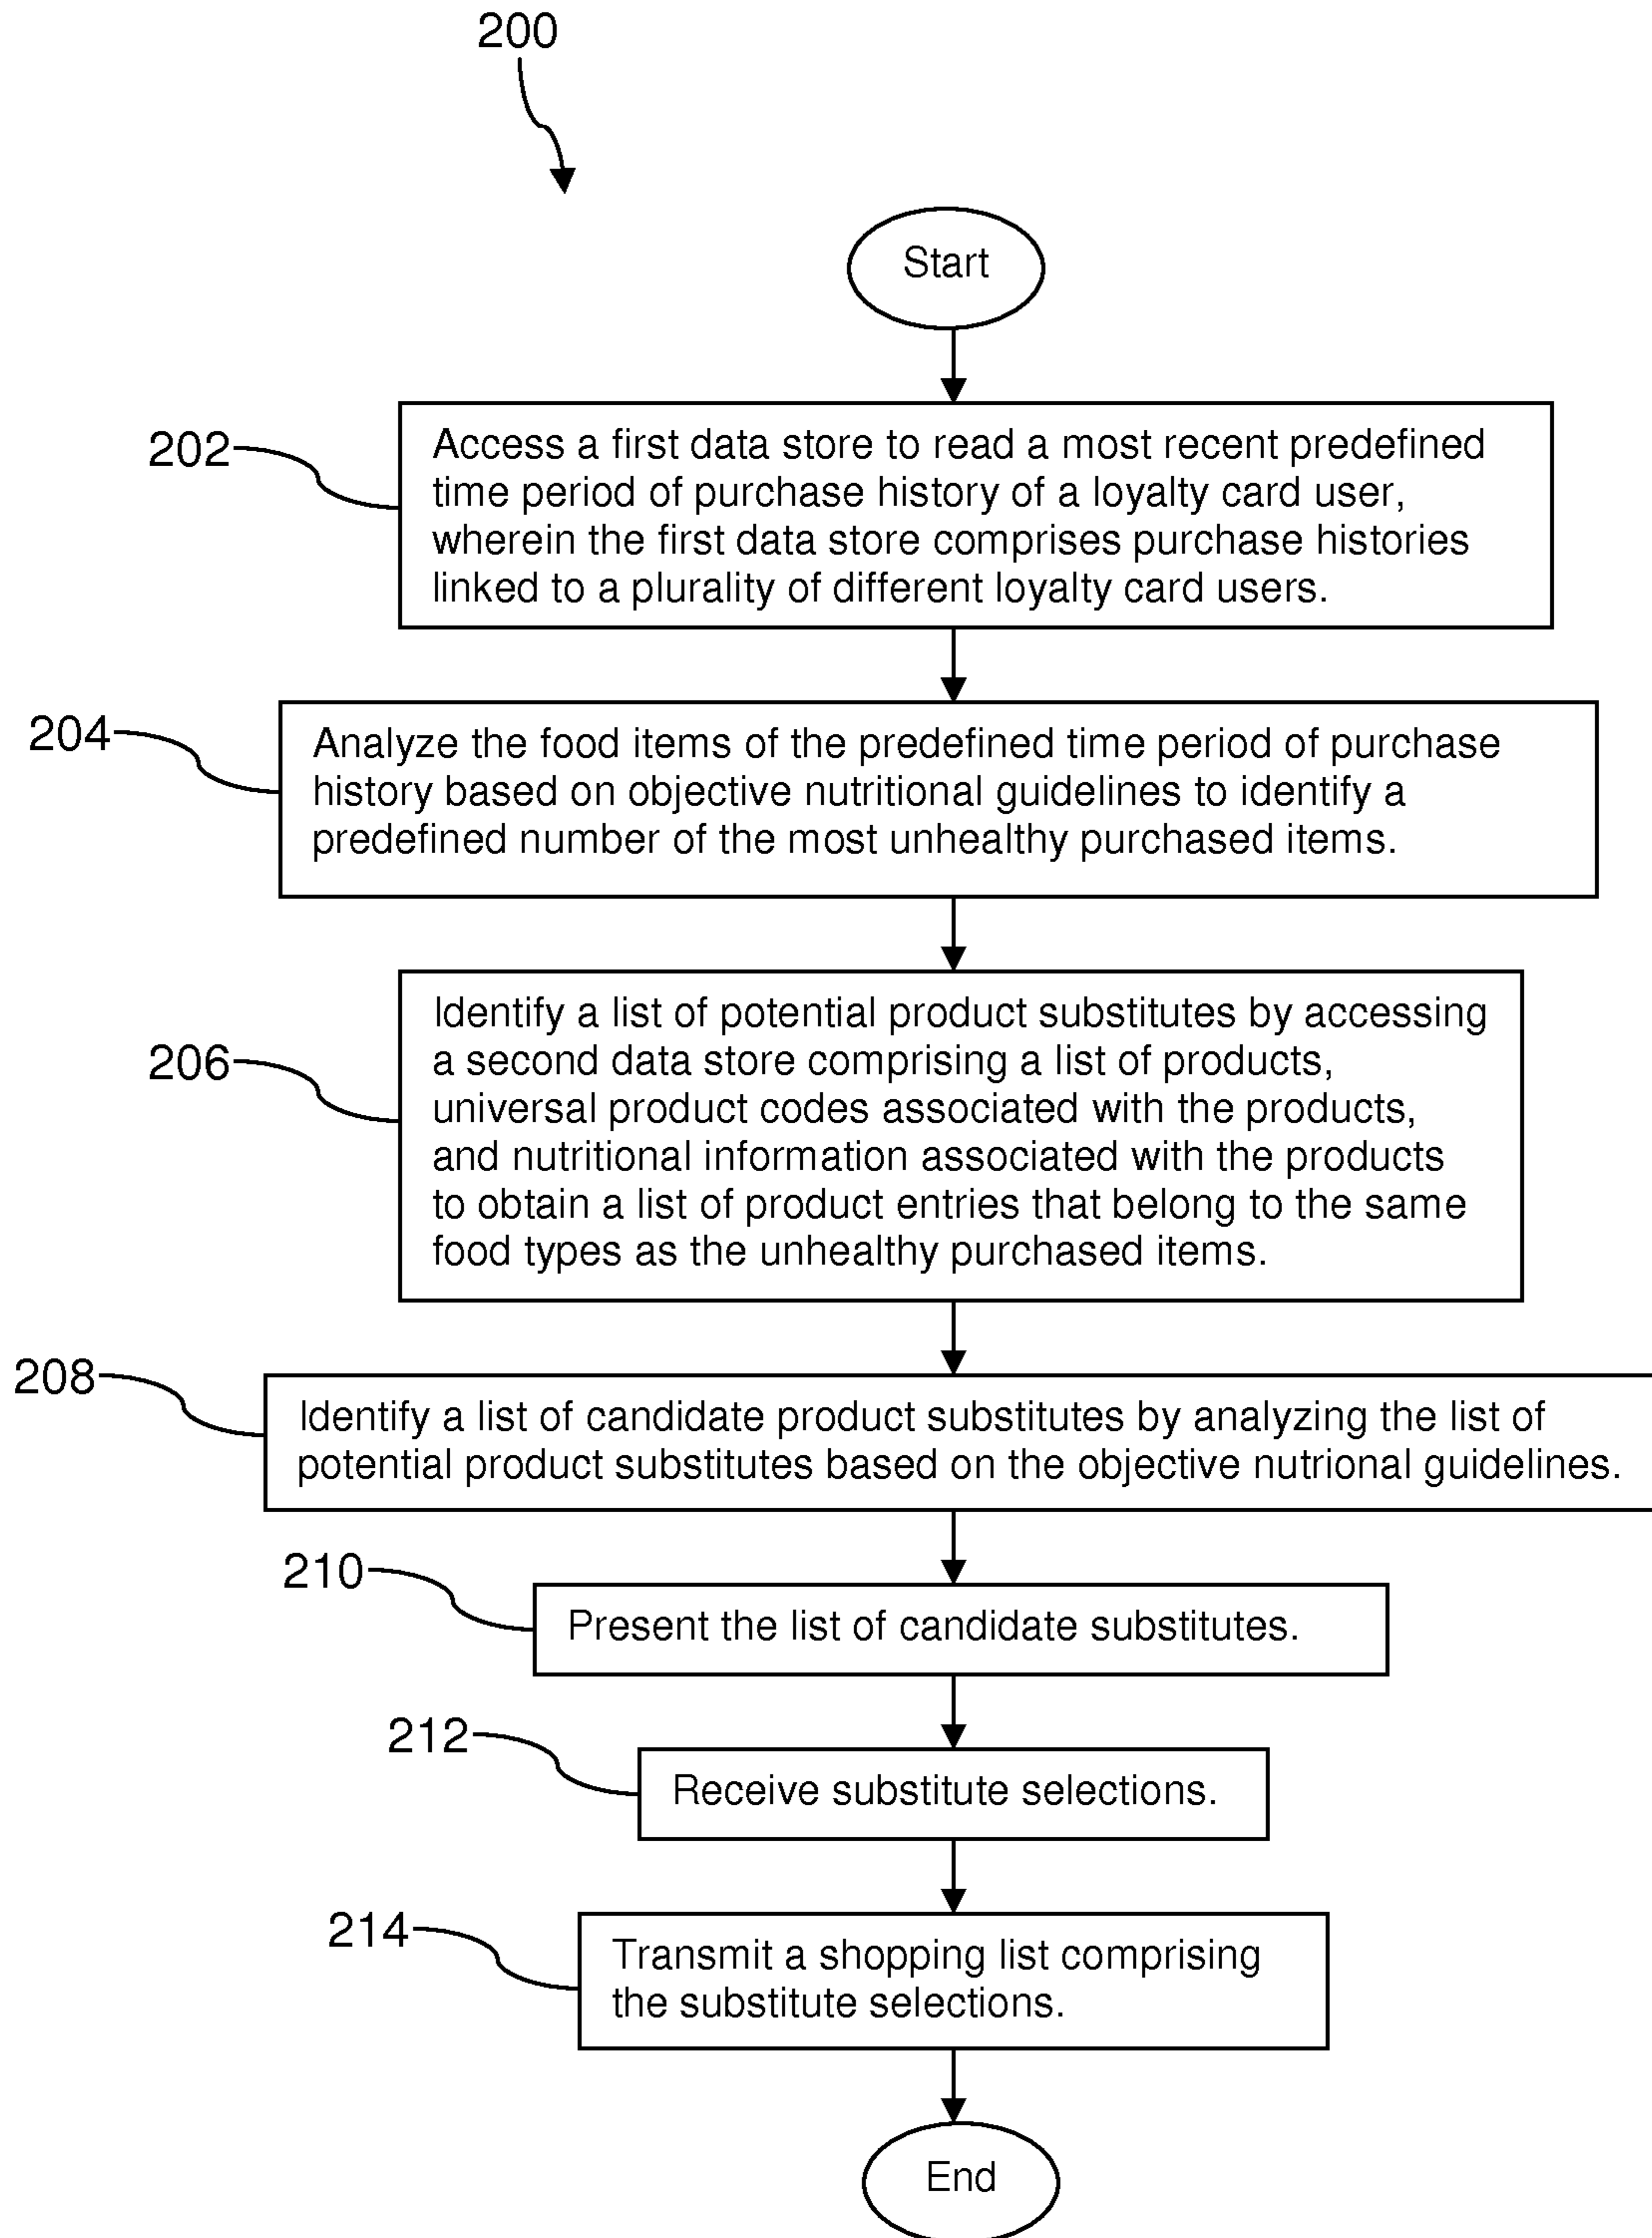 200
Start
202
Access a first data store to read a most recent predefined
time period of purchase history of a loyalty card user,
wherein the first data store comprises purchase histories
linked to a plurality of different loyalty card users.
204
Analyze the food items of the predefined time period of purchase
history based on objective nutritional guidelines to identify a
predefined number of the most unhealthy purchased items.
206
Identify a list of potential product substitutes by accessing
a second data store comprising a list of products,
universal product codes associated with the products,
and nutritional information associated with the products
to obtain a list of product entries that belong to the same
food types as the unhealthy purchased items.
208
Identify a list of candidate product substitutes by analyzing the list of
potential product substitutes based on the objective nutrional guidelines.
210
Present the list of candidate substitutes.
212
Receive substitute selections.
214
Transmit a shopping list comprising
the substitute selections.
End